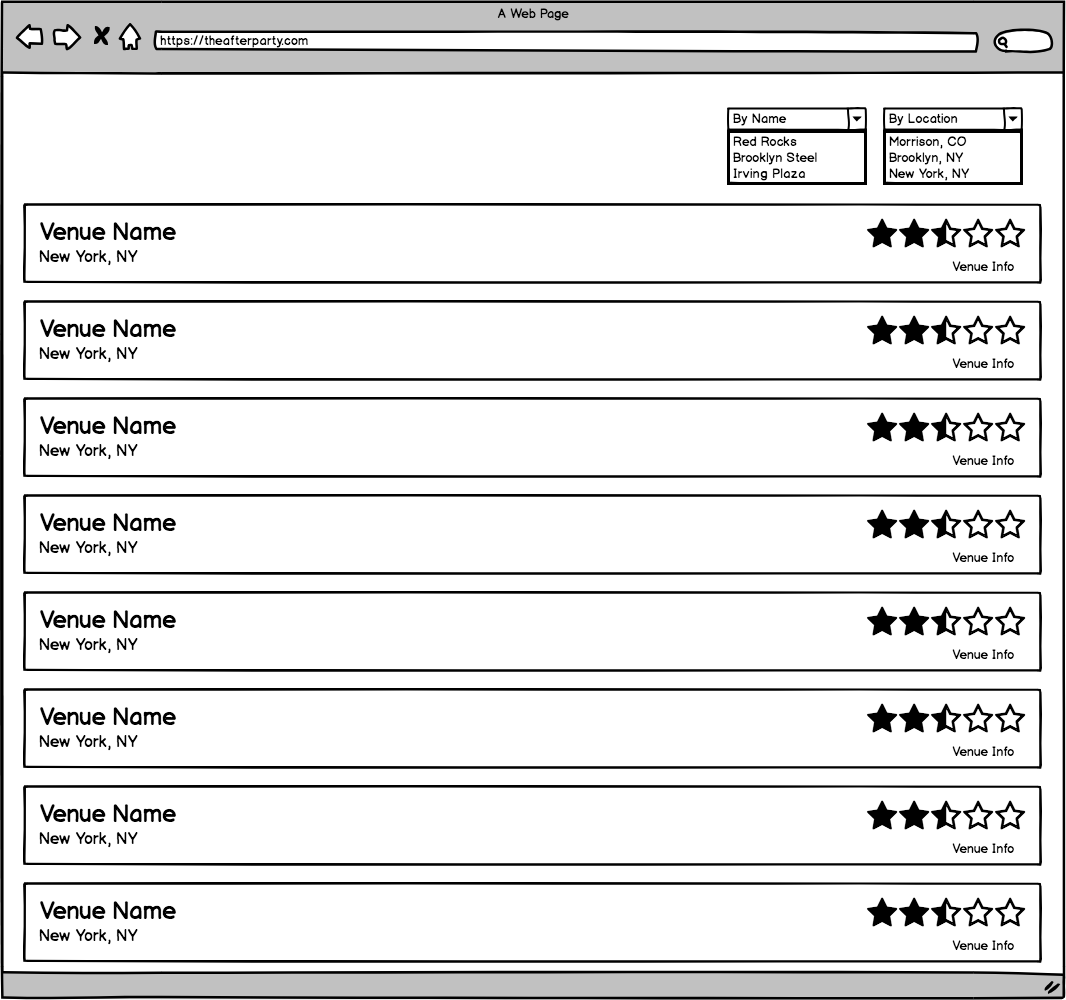 A Web Page
https://theafterparty.com
By Name
Red Rocks
Brooklyn Steel
Irving Plaza
By Location
Morrison, CO
Brooklyn, NY
New York, NY
Venue Name
New York, NY
Venue Info
Venue Name
New York, NY
Venue Info
Venue Name
New York, NY
Venue Info
Venue Name
New York, NY
Venue Info
Venue Name
New York, NY
Venue Info
Venue Name
New York, NY
Venue Info
Venue Name
New York, NY
Venue Info
Venue Name
New York, NY
Venue Info